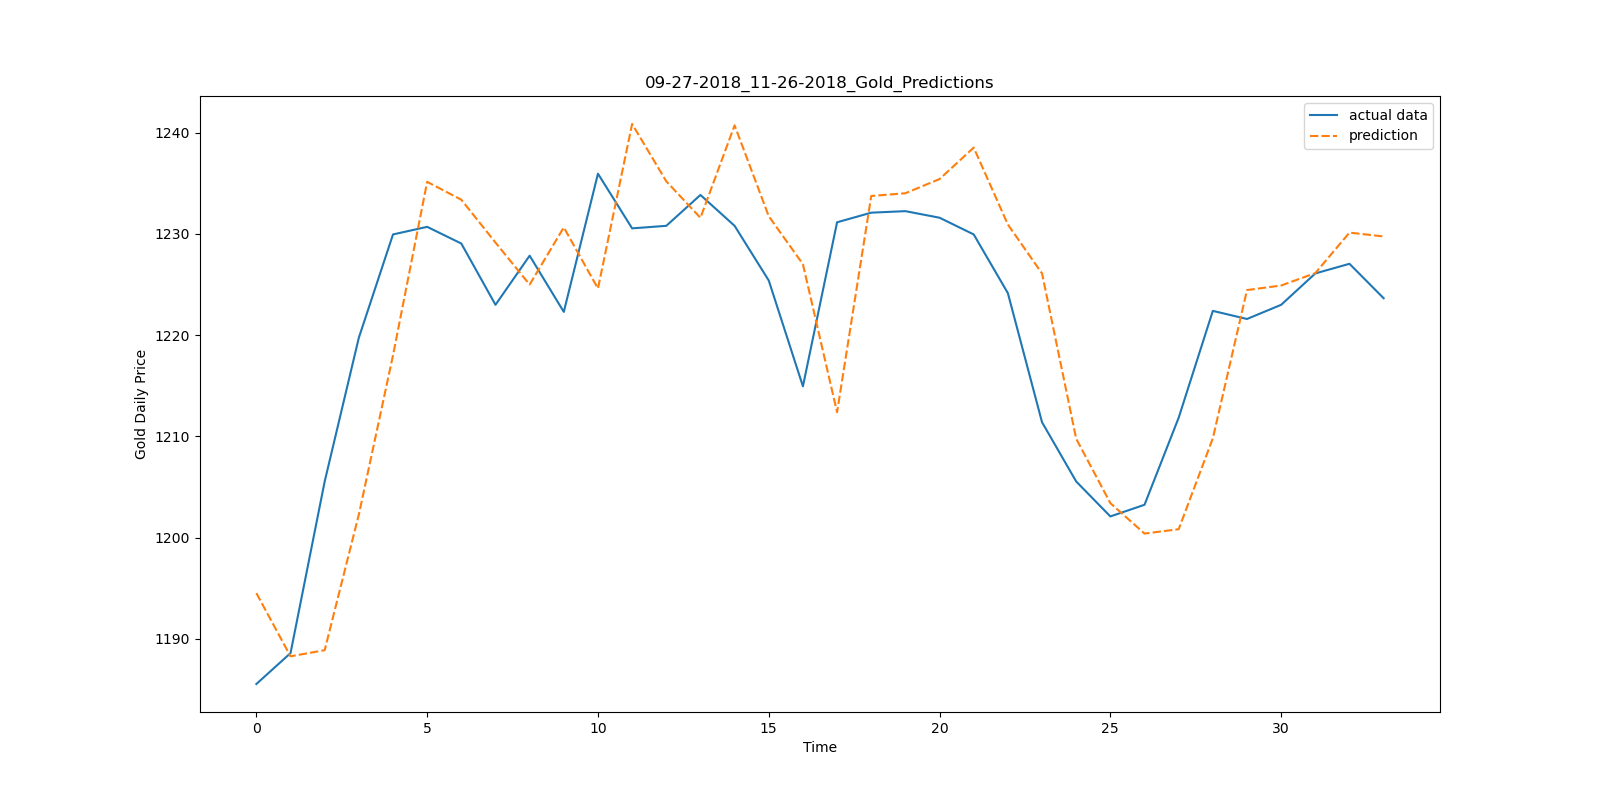 09-27-2018_11-26-2018_Gold_Predictions
actual data
prediction
1240
1230
1220
1210
1200
1190
Gold Daily Price
0 5 10 15 20 25 30
Time